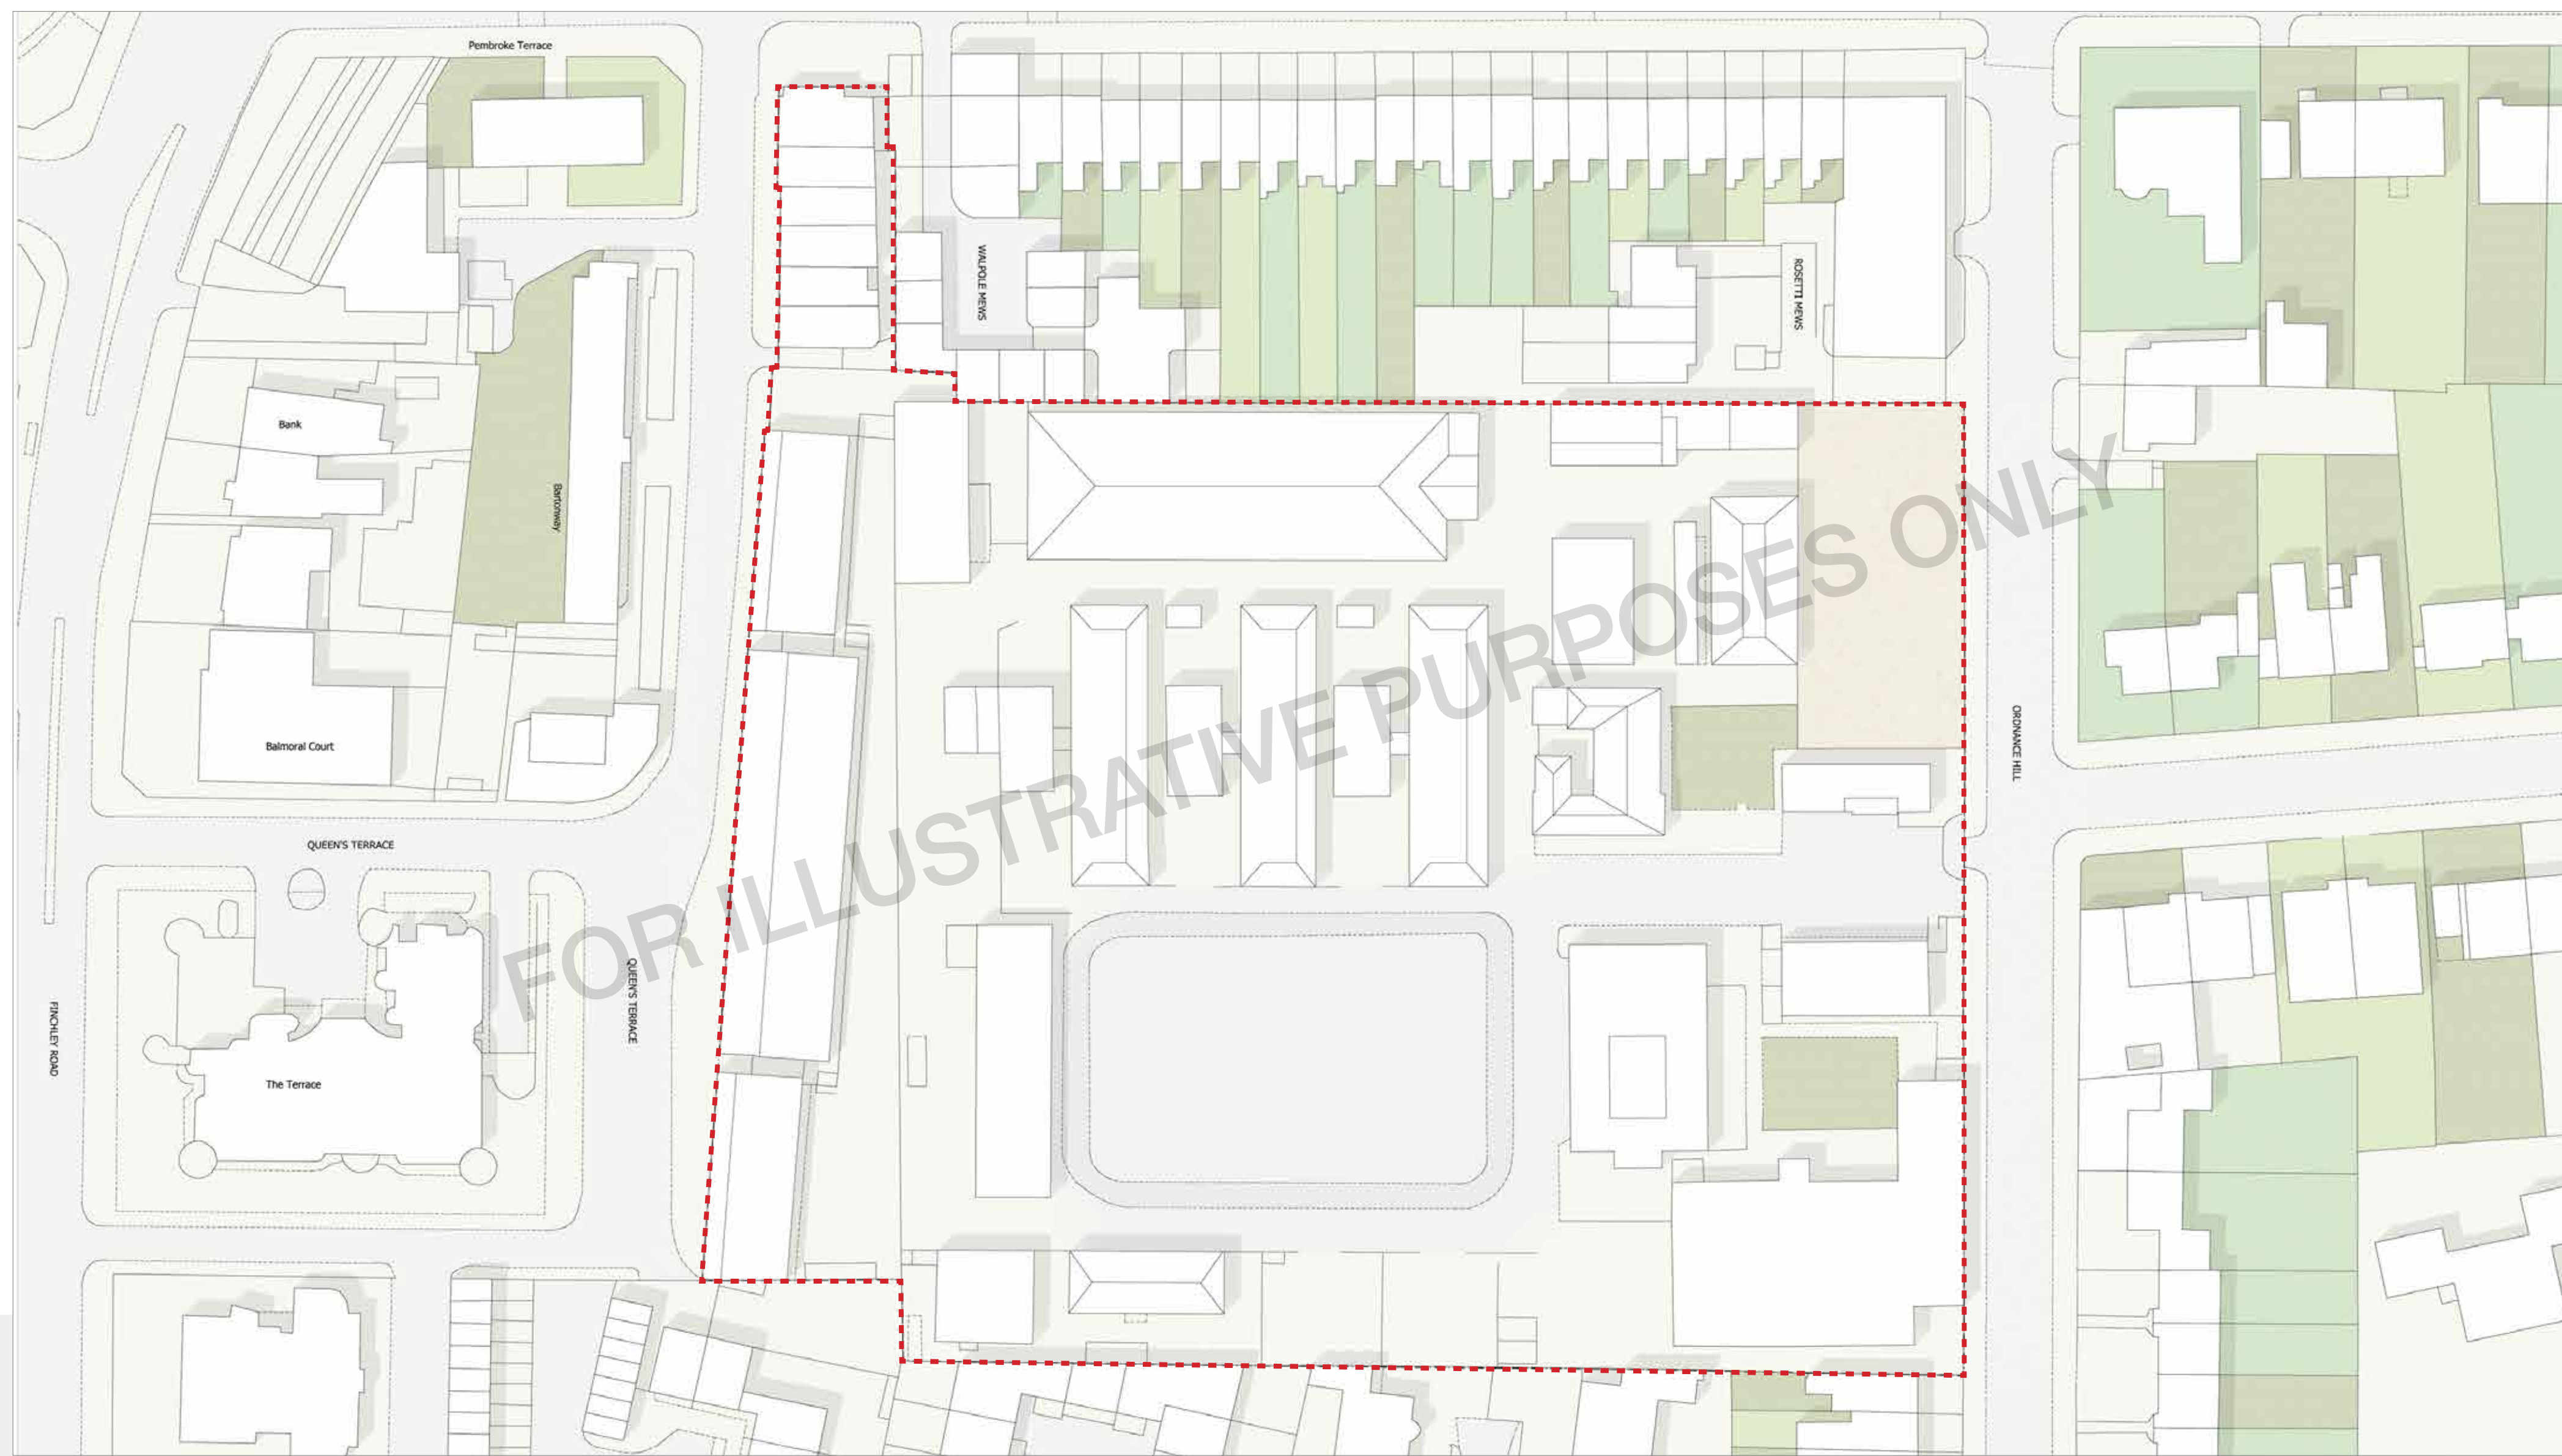 Pembroke Terrace
WALPOLE MEWS
ROSETTI MEWS
Bank
Bartonway
FOR ILLUSTRATIVE PURPOSES ONLY
Balmoral Court
ORDNANCE HILL
QUEEN'S TERRACE
QUEEN'S TERRACE
FINCHLEY ROAD
The Terrace